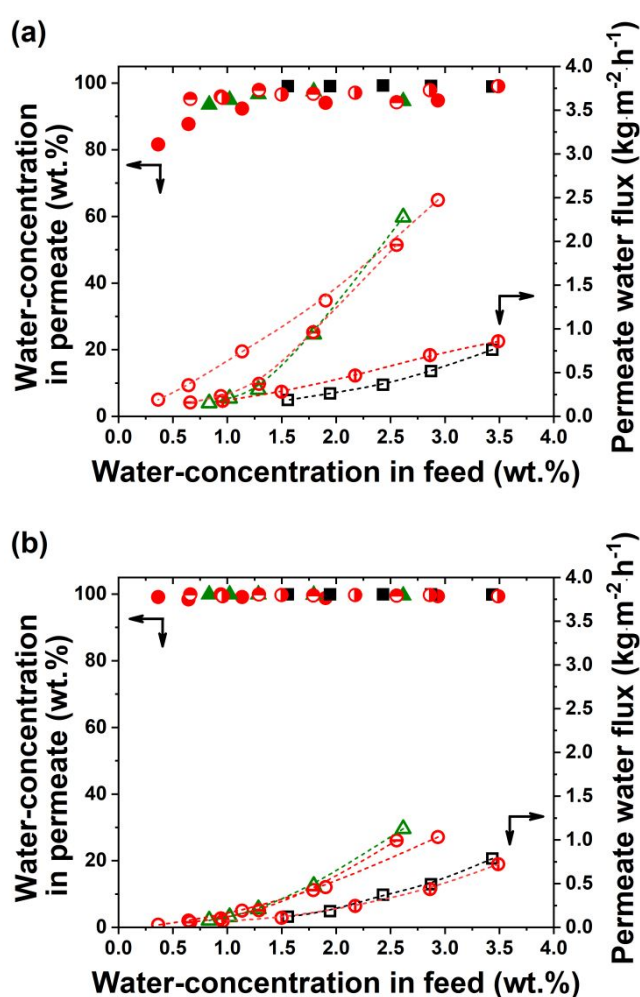 (a)
100
80
60
40
20
0
Water-concentration
in permeate (wt.%)
4.0
3.5
3.0
2.5
2.0
1.5
1.0
0.5
0.0
Permeate water flux (kg·m⁻²·h⁻¹)
0.0 0.5 1.0 1.5 2.0 2.5 3.0 3.5 4.0
Water-concentration in feed (wt.%)
(b)
100
80
60
40
20
0
Water-concentration
in permeate (wt.%)
4.0
3.5
3.0
2.5
2.0
1.5
1.0
0.5
0.0
Permeate water flux (kg·m⁻²·h⁻¹)
0.0 0.5 1.0 1.5 2.0 2.5 3.0 3.5 4.0
Water-concentration in feed (wt.%)